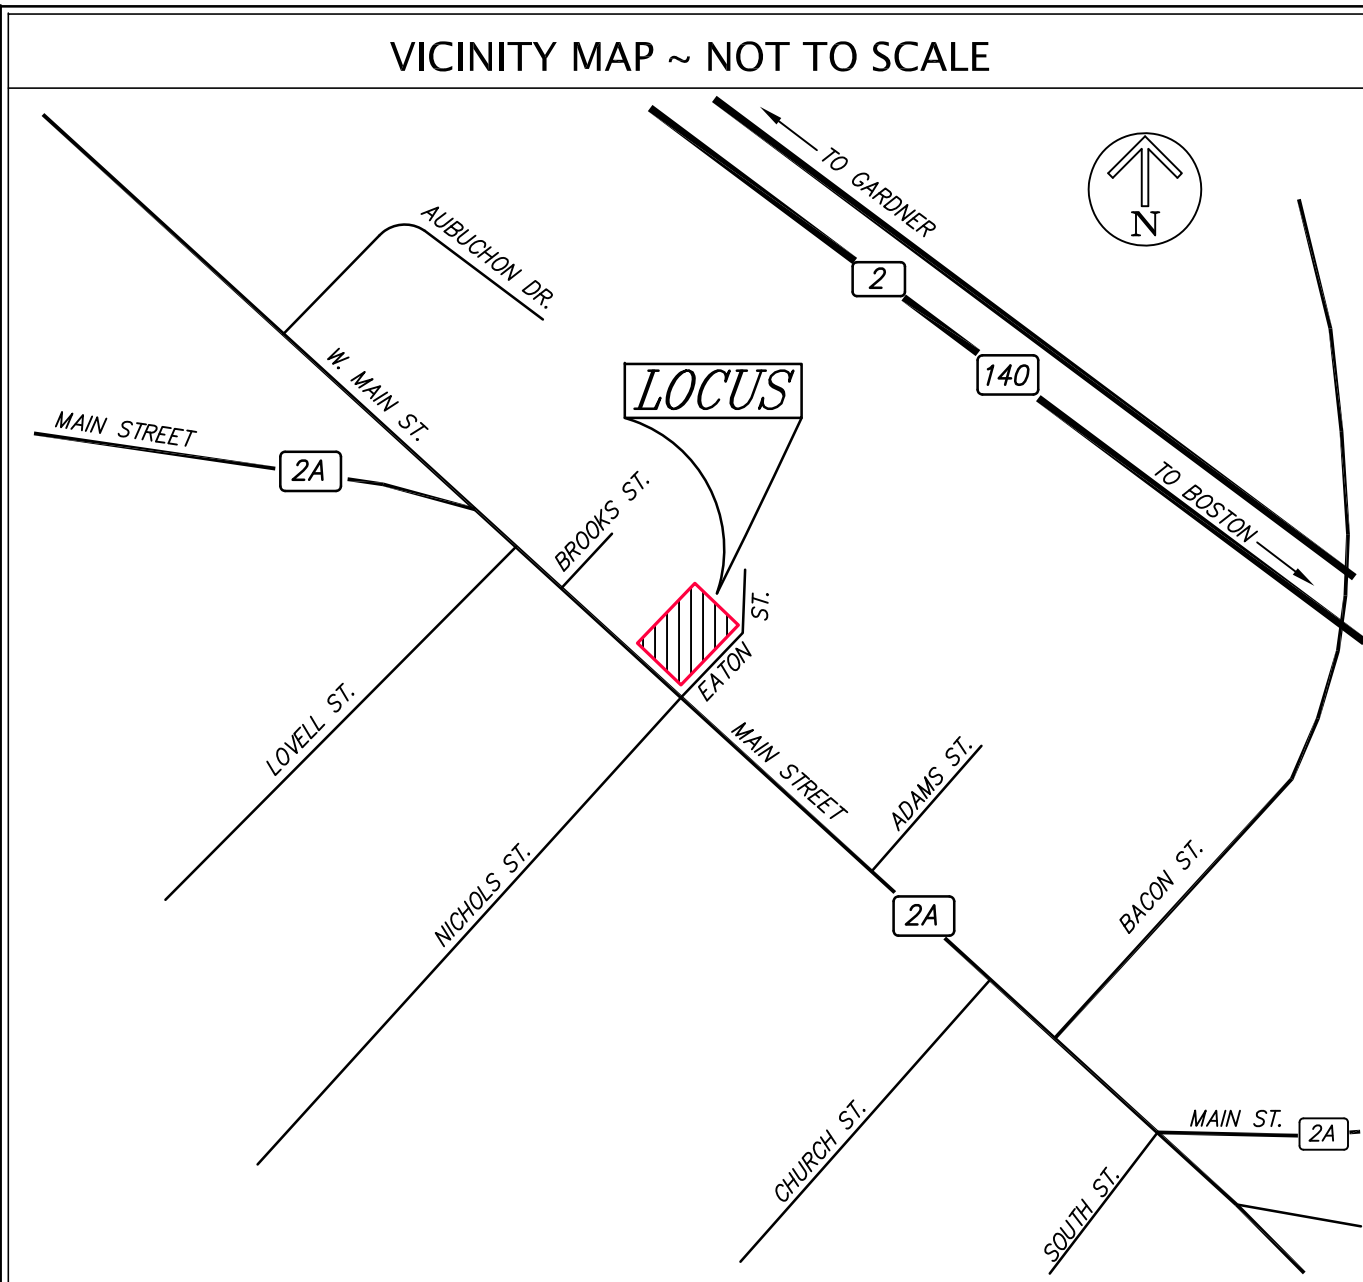 VICINITY MAP ~ NOT TO SCALE
TO GARDNER
N
AUBUCHON DR.
2
140
W. MAIN ST.
LOCUS
MAIN STREET
2A
BROOKS ST.
TO BOSTON
EATON ST.
LOVELL ST.
MAIN STREET
ADAMS ST.
NICHOLS ST.
2A
BACON ST.
CHURCH ST.
MAIN ST.
2A
SOUTH ST.